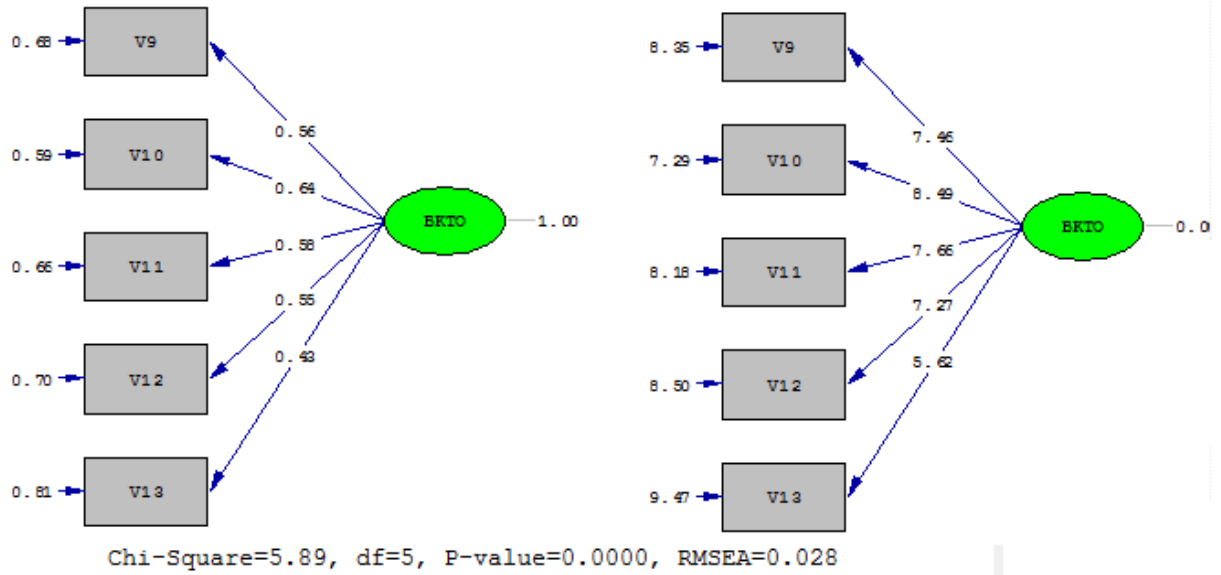 0.68 V9
0.56
0.59 V10
0.64
BKTO 1.00
0.66 V11
0.58
0.55
0.70 V12
0.43
0.81 V13
8.35 V9
7.46
7.29 V10
8.49
BKTO 0.0
8.18 V11
7.66
7.27
8.50 V12
5.62
9.47 V13
Chi-Square=5.89, df=5, P-value=0.0000, RMSEA=0.028